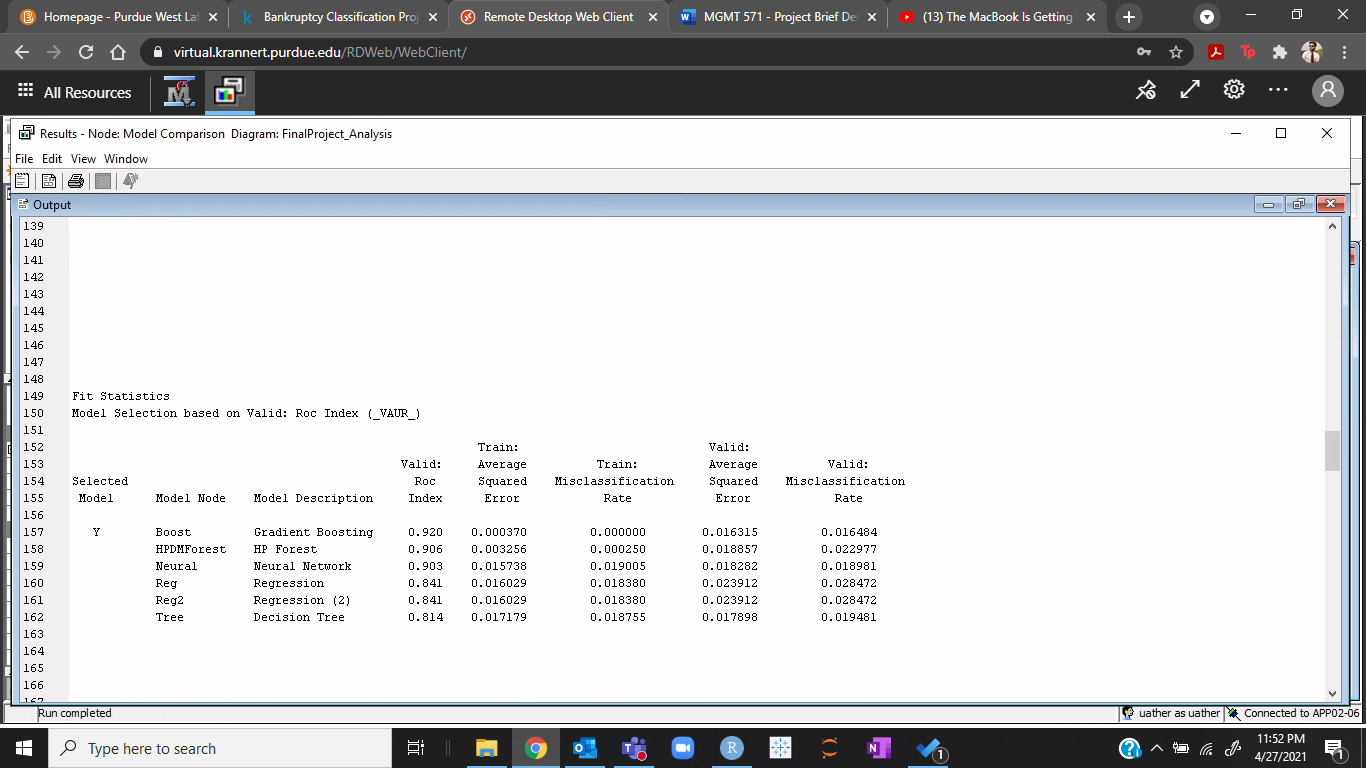 Homepage - Purdue West Laf
Bankruptcy Classification Proj
Remote Desktop Web Client
MGMT 571 - Project Brief De
(13) The MacBook Is Getting
virtual.krannert.purdue.edu/RDWeb/WebClient/
All Resources
Results - Node: Model Comparison Diagram: FinalProject_Analysis
File Edit View Window
Output
139
140
141
142
143
144
145
146
147
148
149 Fit Statistics
150 Model Selection based on Valid: Roc Index (_VAUR_)
151
152 Train: Valid:
153 Valid: Average Train: Average Valid:
154 Selected Roc Squared Misclassification Squared Misclassification
155 Model Model Node Model Description Index Error Rate Error Rate
156
157 Y Boost Gradient Boosting 0.920 0.000370 0.000000 0.016315 0.016484
158 HPDMForest HP Forest 0.906 0.003256 0.000250 0.018857 0.022977
159 Neural Neural Network 0.903 0.015738 0.019005 0.018282 0.018981
160 Reg Regression 0.841 0.016029 0.018380 0.023912 0.028472
161 Reg2 Regression (2) 0.841 0.016029 0.018380 0.023912 0.028472
162 Tree Decision Tree 0.814 0.017179 0.018755 0.017898 0.019481
163
164
165
166
167
Run completed
uather as uather
Connected to APP02-06
Type here to search
1
11:52 PM
4/27/2021
1